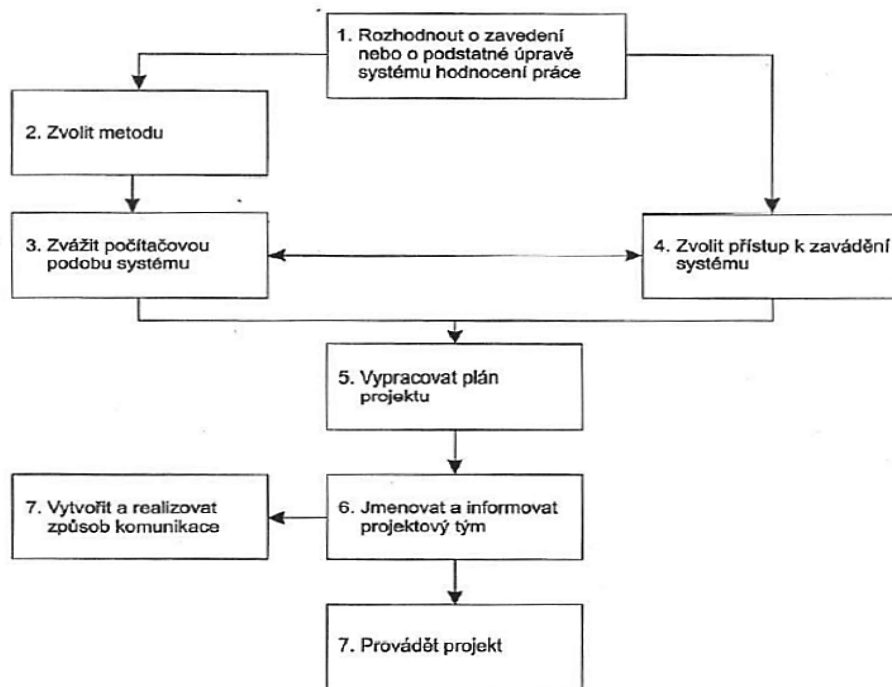 1. Rozhodnout o zavedení
nebo o podstatné úpravě
systému hodnocení práce
2. Zvolit metodu
3. Zvážit počítačovou
podobu systému
4. Zvolit přístup k zavádění
systému
5. Vypracovat plán
projektu
7. Vytvořit a realizovat
způsob komunikace
6. Jmenovat a informovat
projektový tým
7. Provádět projekt